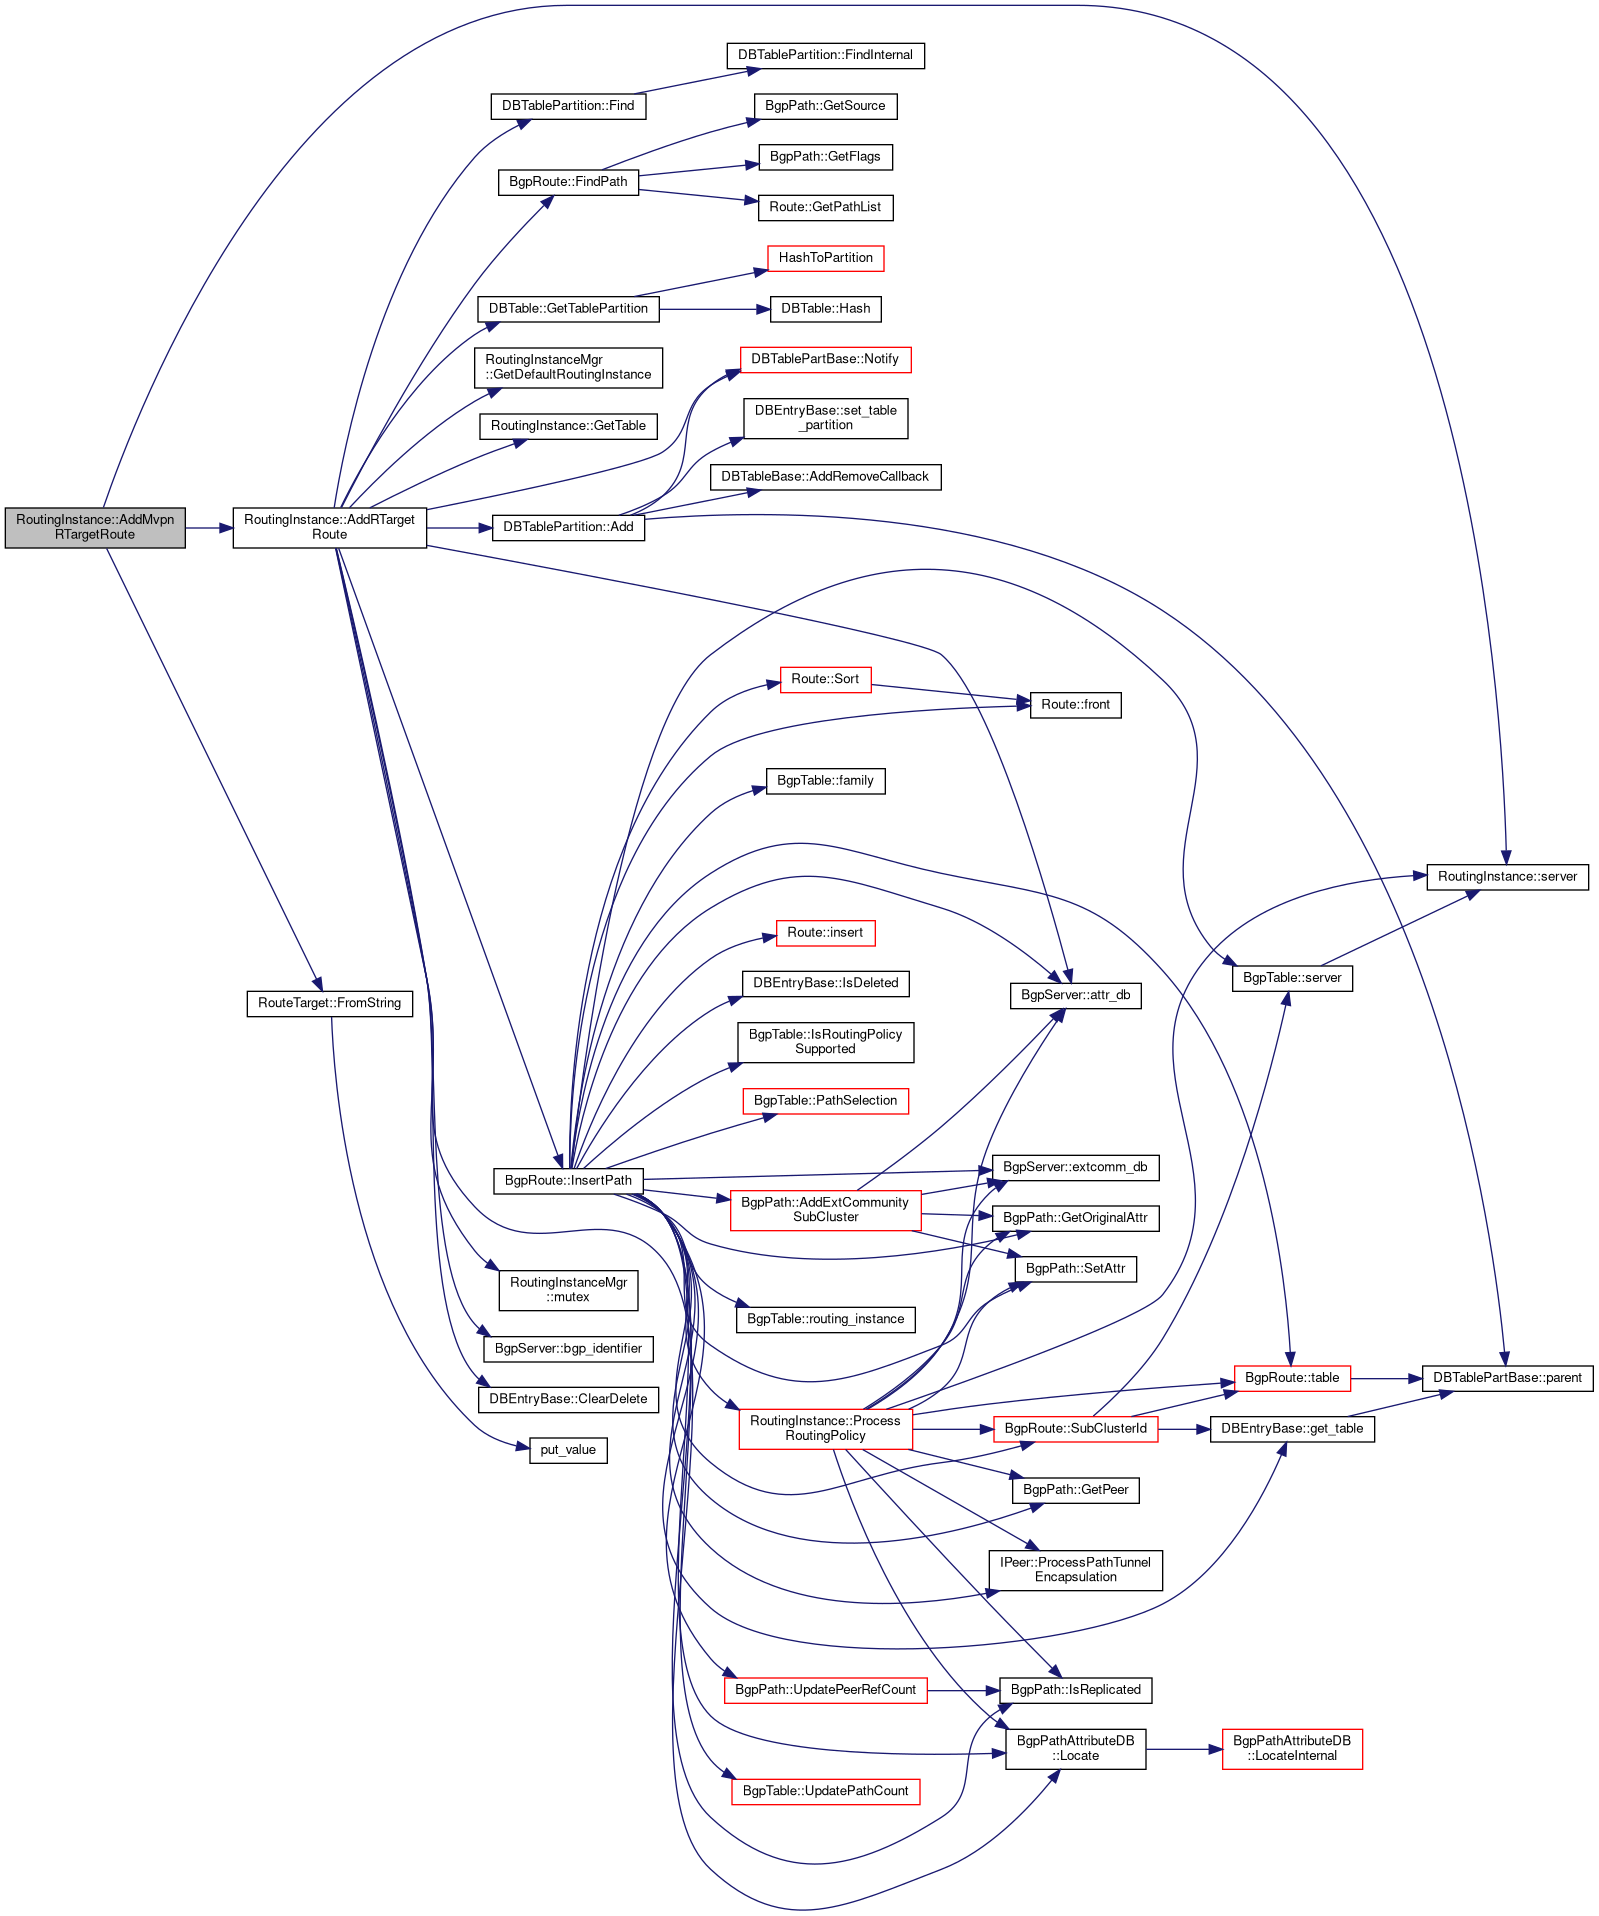 DBTablePartition::FindInternal
DBTablePartition::Find
BgpPath::GetSource
BgpPath::GetFlags
BgpRoute::FindPath
Route::GetPathList
HashToPartition
DBTable::GetTablePartition
DBTable::Hash
RoutingInstanceMgr
::GetDefaultRoutingInstance
DBTablePartBase::Notify
DBEntryBase::set_table
_partition
RoutingInstance::GetTable
DBTableBase::AddRemoveCallback
RoutingInstance::AddMvpn
RTargetRoute
RoutingInstance::AddRTarget
Route
DBTablePartition::Add
Route::Sort
Route::front
BgpTable::family
RoutingInstance::server
Route::insert
BgpTable::server
DBEntryBase::IsDeleted
BgpServer::attr_db
RouteTarget::FromString
BgpTable::IsRoutingPolicy
Supported
BgpTable::PathSelection
BgpRoute::InsertPath
BgpServer::extcomm_db
BgpPath::AddExtCommunity
SubCluster
BgpPath::GetOriginalAttr
BgpPath::SetAttr
RoutingInstanceMgr
::mutex
BgpTable::routing_instance
BgpServer::bgp_identifier
BgpRoute::table
DBTablePartBase::parent
DBEntryBase::ClearDelete
RoutingInstance::Process
RoutingPolicy
BgpRoute::SubClusterId
DBEntryBase::get_table
put_value
BgpPath::GetPeer
IPeer::ProcessPathTunnel
Encapsulation
BgpPath::UpdatePeerRefCount
BgpPath::IsReplicated
BgpPathAttributeDB
::Locate
BgpPathAttributeDB
::LocateInternal
BgpTable::UpdatePathCount